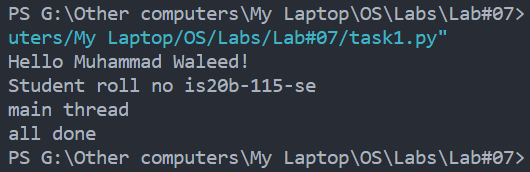 PS G:\Other computers\My Laptop\OS\Labs\Lab#07>
uters/My Laptop/OS/Labs/Lab#07/task1.py"
Hello Muhammad Waleed!
Student roll no is20b-115-se
main thread
all done
PS G:\Other computers\My Laptop\OS\Labs\Lab#07>